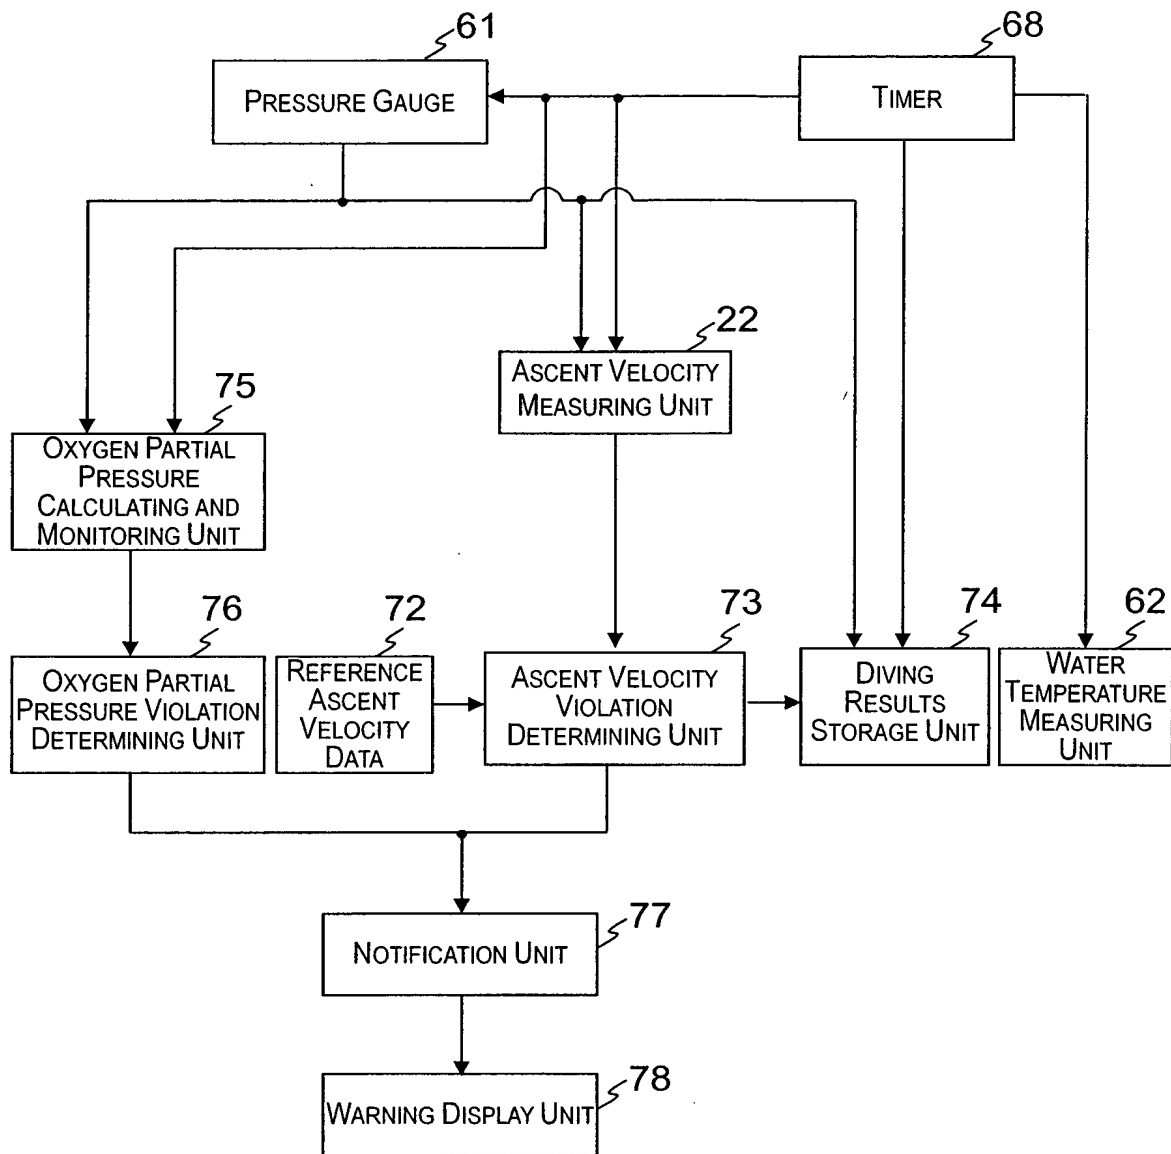 61
68
PRESSURE GAUGE
TIMER
22
ASCENT VELOCITY
MEASURING UNIT
75
OXYGEN PARTIAL
PRESSURE
CALCULATING AND
MONITORING UNIT
76
72
73
74
62
OXYGEN PARTIAL
PRESSURE VIOLATION
DETERMINING UNIT
REFERENCE
ASCENT
VELOCITY
DATA
ASCENT VELOCITY
VIOLATION
DETERMINING UNIT
DIVING
RESULTS
STORAGE UNIT
WATER
TEMPERATURE
MEASURING
UNIT
77
NOTIFICATION UNIT
78
WARNING DISPLAY UNIT